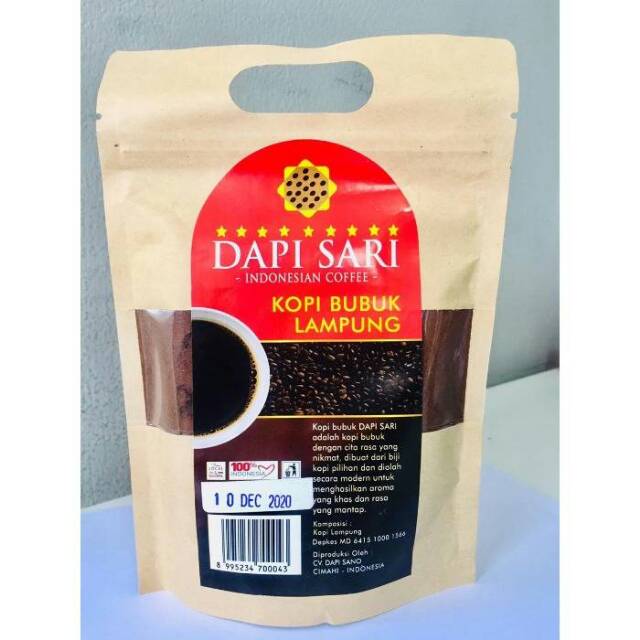 DAPI SARI
- INDONESIAN COFFEE -
KOPI BUBUK
LAMPUNG
Kopi bubuk DAPI SARI
adalah kopi bubuk
dengan cita rasa yang
nikmat, dibuat dari biji
kopi pilihan dan diolah
secara modern untuk
menghasilkan aroma
yang khas dan rasa
yang mantap.
Komposisi :
Kopi Lampung
Depkes MD 6415 1000 1566
Diproduksi Oleh
CV. DAPI SANO
CIMAHI - INDONESIA
100%
INDONESIA
10 DEC 2020
8 995234 700043